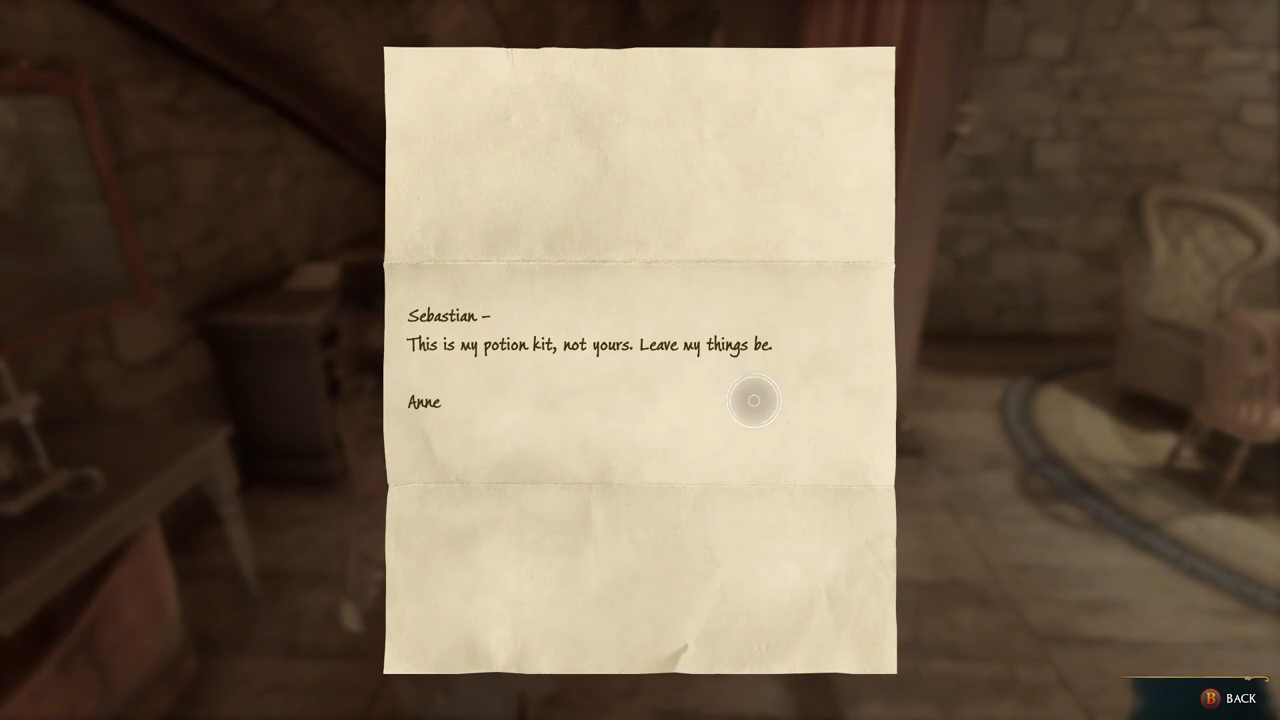 Sebastian –
This is my potion kit, not yours. Leave my things be.
Anne
B BACK